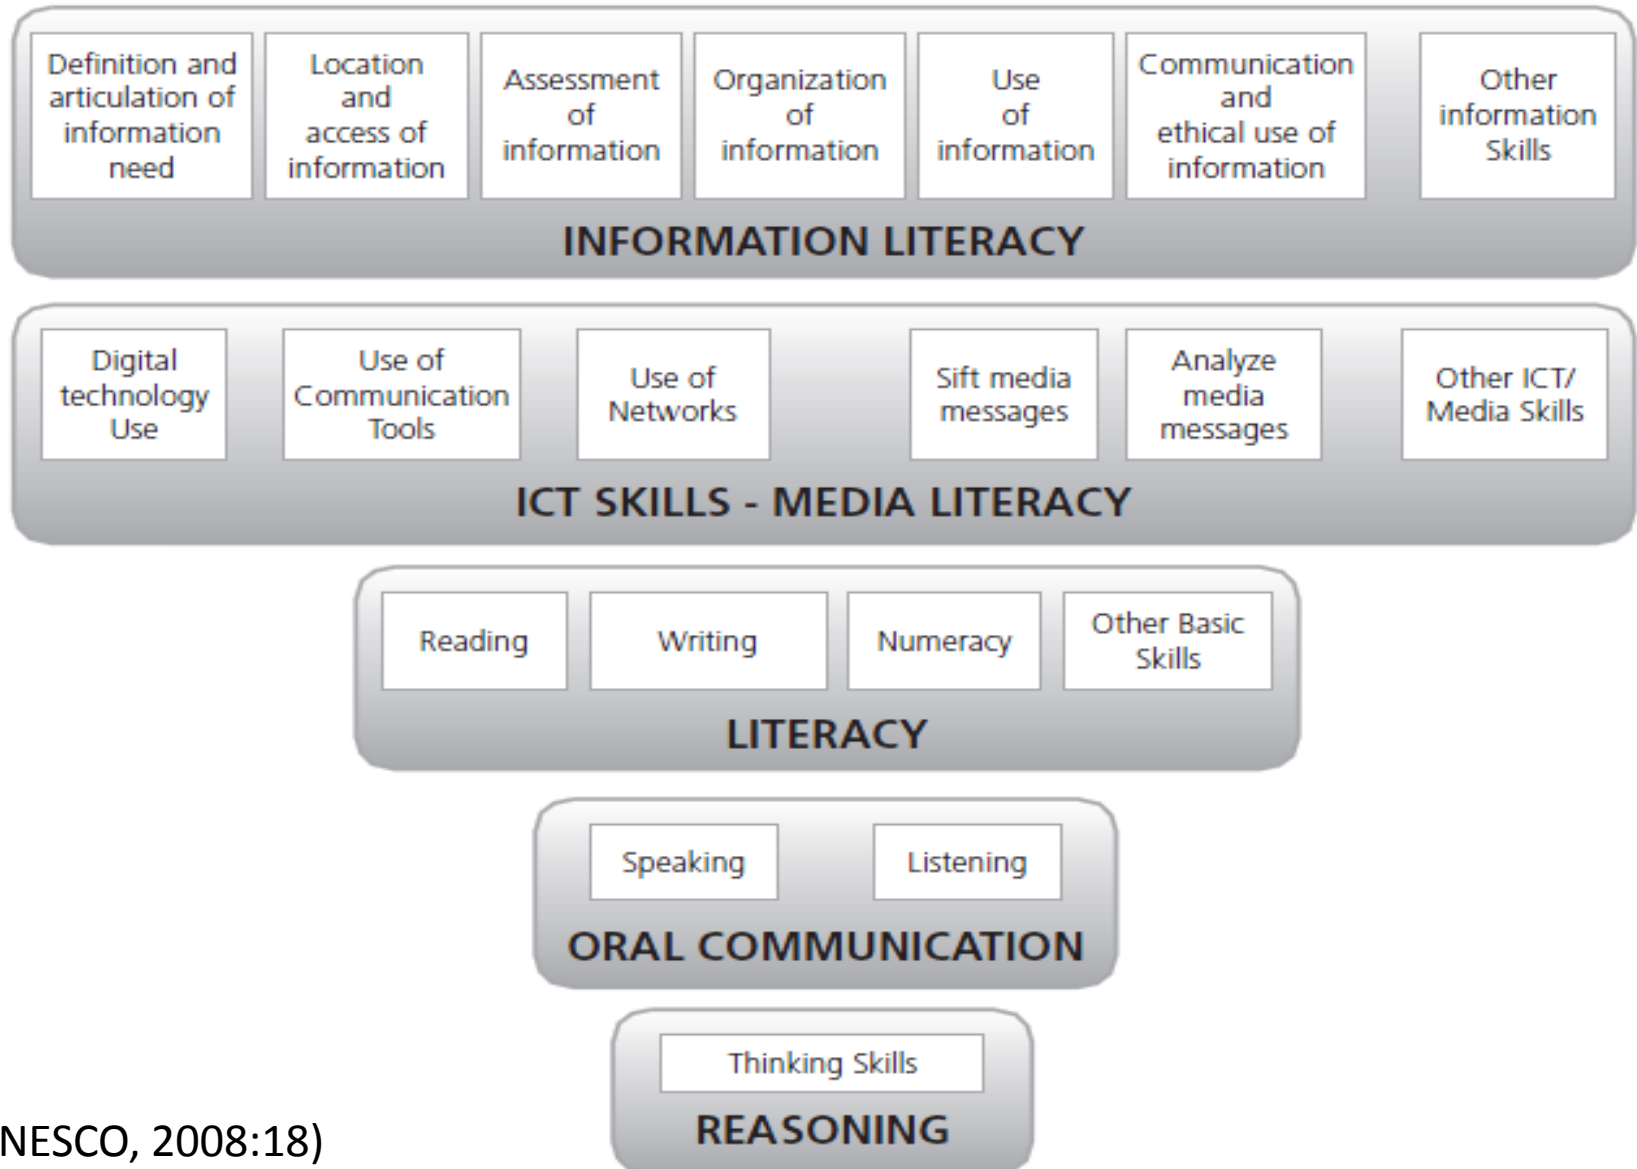 Definition and
articulation of
information
need
Location
and
access of
information
Assessment
of
information
Organization
of
information
Use
of
information
Communication
and
ethical use of
information
Other
information
Skills
INFORMATION LITERACY
Digital
technology
Use
Use of
Communication
Tools
Use of
Networks
Sift media
messages
Analyze
media
messages
Other ICT/
Media Skills
ICT SKILLS - MEDIA LITERACY
Reading
Writing
Numeracy
Other Basic
Skills
LITERACY
Speaking
Listening
ORAL COMMUNICATION
Thinking Skills
REASONING
NESCO, 2008:18)